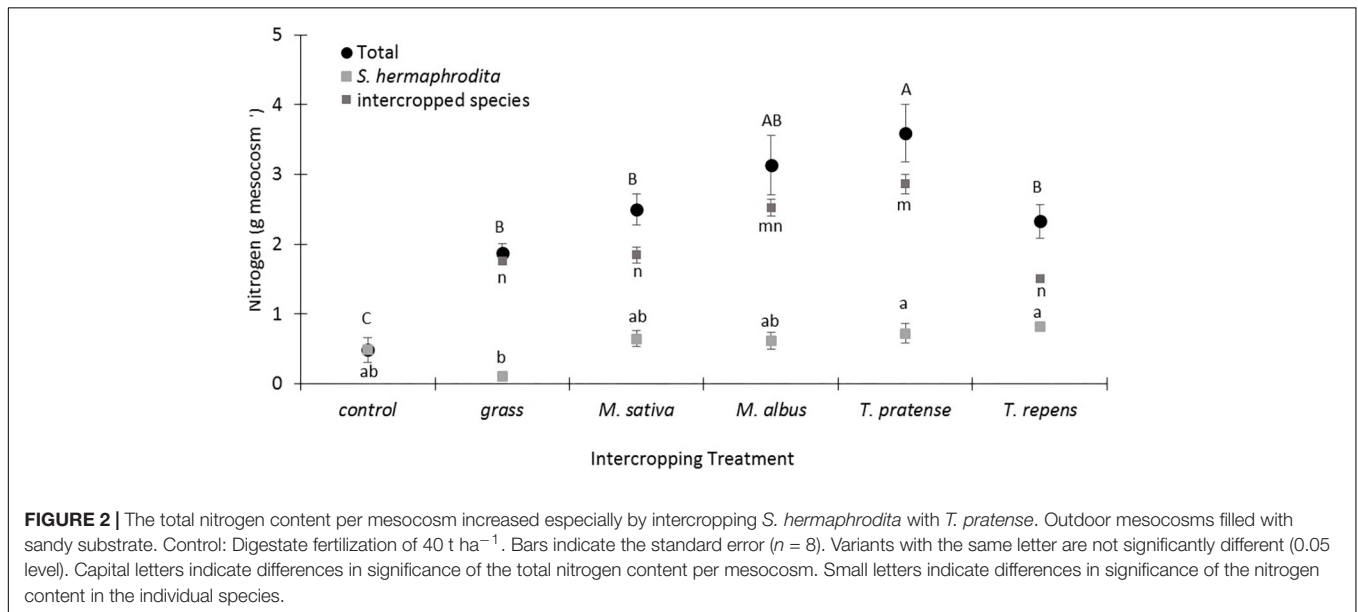 5
4
3
2
1
0
Nitrogen (g mesocosm⁻¹)
Total
S. hermaphrodita
intercropped species
C
ab
B
n
b
B
n
ab
AB
mn
ab
A
m
a
B
n
a
control grass M. sativa M. albus T. pratense T. repens
Intercropping Treatment
FIGURE 2 | The total nitrogen content per mesocosm increased especially by intercropping S. hermaphrodita with T. pratense. Outdoor mesocosms filled with
sandy substrate. Control: Digestate fertilization of 40 t ha⁻¹. Bars indicate the standard error (n = 8). Variants with the same letter are not significantly different (0.05
level). Capital letters indicate differences in significance of the total nitrogen content per mesocosm. Small letters indicate differences in significance of the nitrogen
content in the individual species.